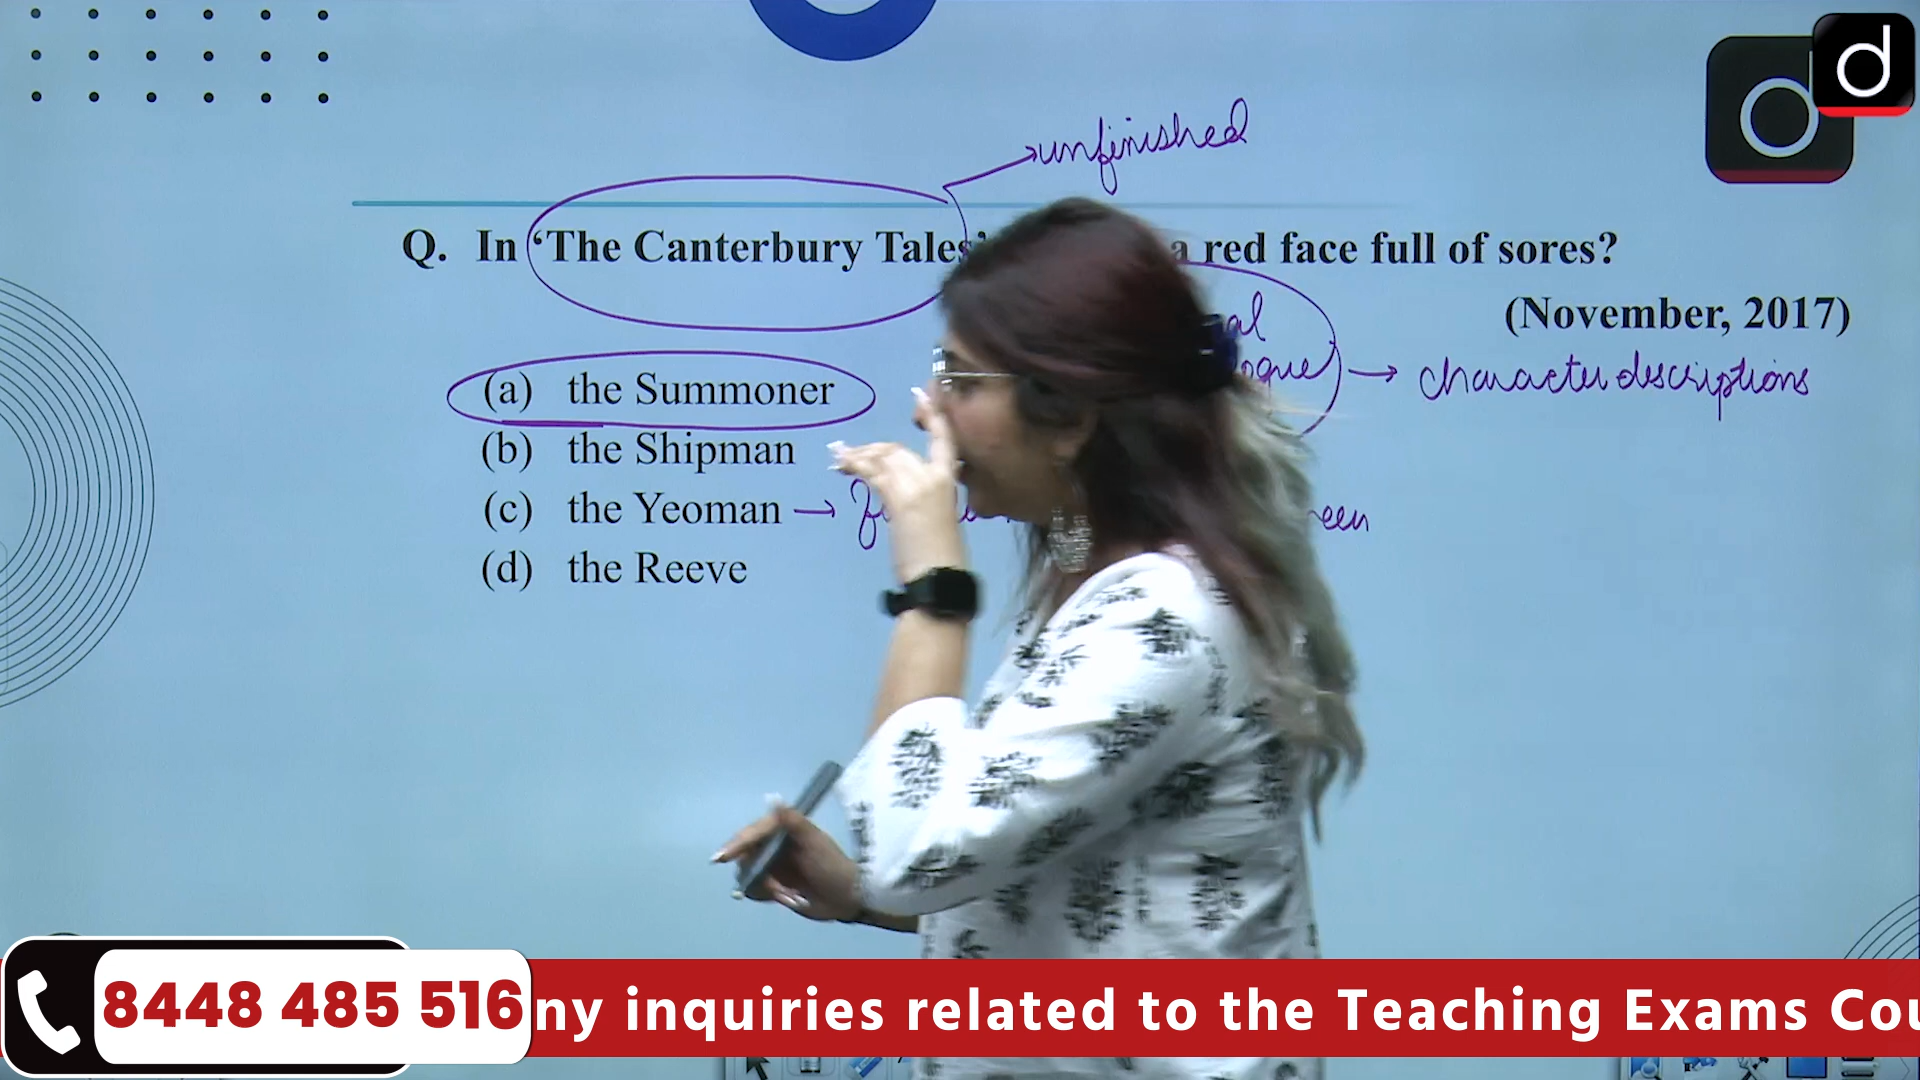 d
unfinished
Q. In ‘The Canterbury Tales’ a red face full of sores?
(November, 2017)
(a) the Summoner
character descriptions
(b) the Shipman
(c) the Yeoman →
(d) the Reeve
8448 485 516
ny inquiries related to the Teaching Exams Cou